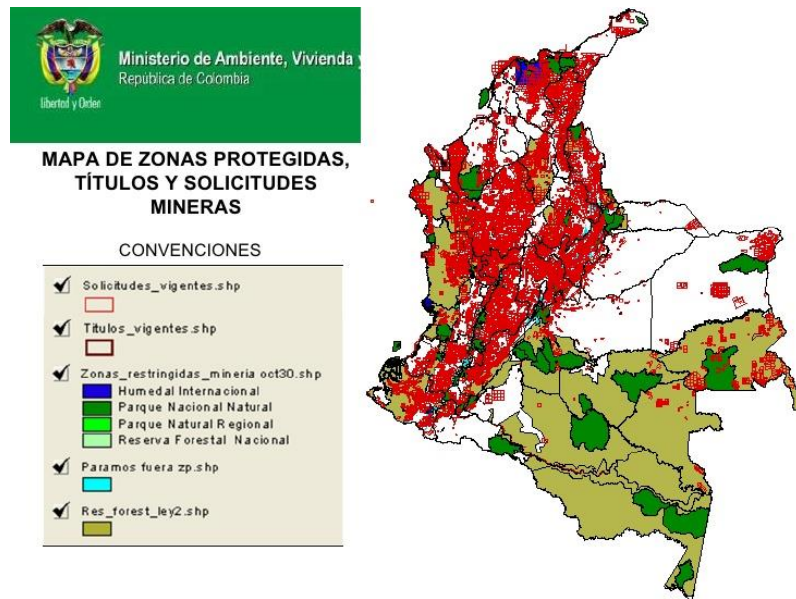 Ministerio de Ambiente, Vivienda y
República de Colombia
Libertad y Orden
MAPA DE ZONAS PROTEGIDAS,
TÍTULOS Y SOLICITUDES
MINERAS
CONVENCIONES
Solicitudes_vigentes.shp
Titulos_vigentes.shp
Zonas_restringidas_mineria oct30.shp
Humedal Internacional
Parque Nacional Natural
Parque Natural Regional
Reserva Forestal Nacional
Paramos fuera zp.shp
Res_forest_ley2.shp